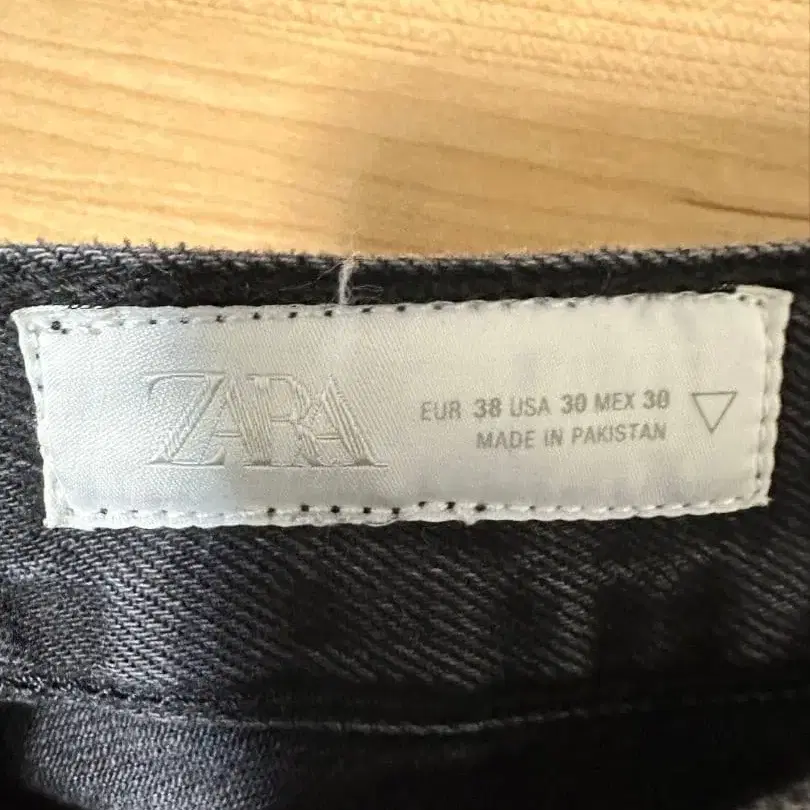 ZARA
EUR 38 USA 30 MEX 30
MADE IN PAKISTAN